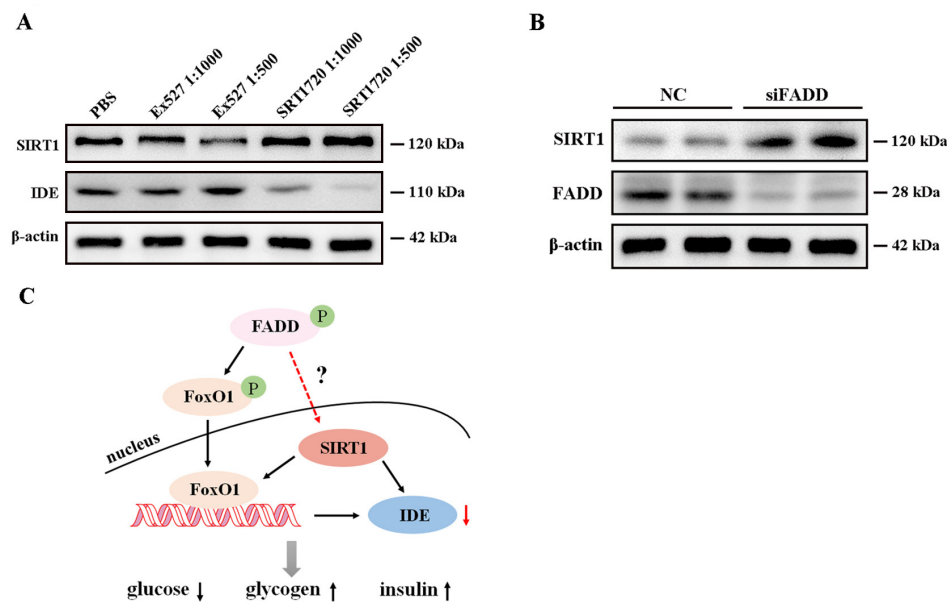 A
PBS
Ex527 1:1000
Ex527 1:500
SRT1720 1:1000
SRT1720 1:500
SIRT1
120 kDa
IDE
110 kDa
β-actin
42 kDa
B
NC
siFADD
SIRT1
120 kDa
FADD
28 kDa
β-actin
42 kDa
C
FADD
P
?
FoxO1
P
nucleus
SIRT1
FoxO1
IDE
glucose ↓ glycogen ↑ insulin ↑